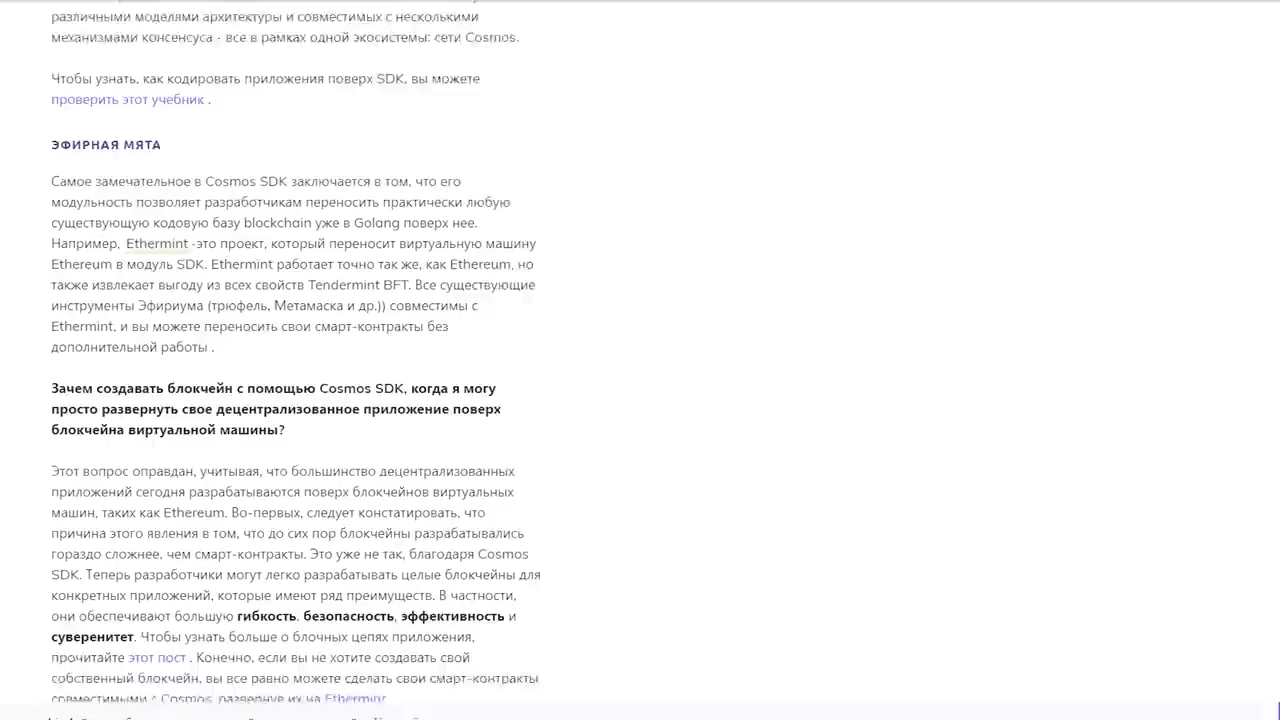 различными моделями архитектуры и совместимых с несколькими
механизмами консенсуса - все в рамках одной экосистемы: сети Cosmos.
Чтобы узнать, как кодировать приложения поверх SDK, вы можете
проверить этот учебник .
ЭФИРНАЯ МЯТА
Самое замечательное в Cosmos SDK заключается в том, что его
модульность позволяет разработчикам переносить практически любую
существующую кодовую базу blockchain уже в Golang поверх нее.
Например, Ethermint -это проект, который переносит виртуальную машину
Ethereum в модуль SDK. Ethermint работает точно так же, как Ethereum, но
также извлекает выгоду из всех свойств Tendermint BFT. Все существующие
инструменты Эфириума (трюфель, Метамаска и др.)) совместимы с
Ethermint, и вы можете переносить свои смарт-контракты без
дополнительной работы .
Зачем создавать блокчейн с помощью Cosmos SDK, когда я могу
просто развернуть свое децентрализованное приложение поверх
блокчейна виртуальной машины?
Этот вопрос оправдан, учитывая, что большинство децентрализованных
приложений сегодня разрабатываются поверх блокчейнов виртуальных
машин, таких как Ethereum. Во-первых, следует констатировать, что
причина этого явления в том, что до сих пор блокчейны разрабатывались
гораздо сложнее, чем смарт-контракты. Это уже не так, благодаря Cosmos
SDK. Теперь разработчики могут легко разрабатывать целые блокчейны для
конкретных приложений, которые имеют ряд преимуществ. В частности,
они обеспечивают большую гибкость, безопасность, эффективность и
суверенитет. Чтобы узнать больше о блочных цепях приложения,
прочитайте этот пост . Конечно, если вы не хотите создавать свой
собственный блокчейн, вы все равно можете сделать свои смарт-контракты
совместимыми с Cosmos, развернув их на Ethermint